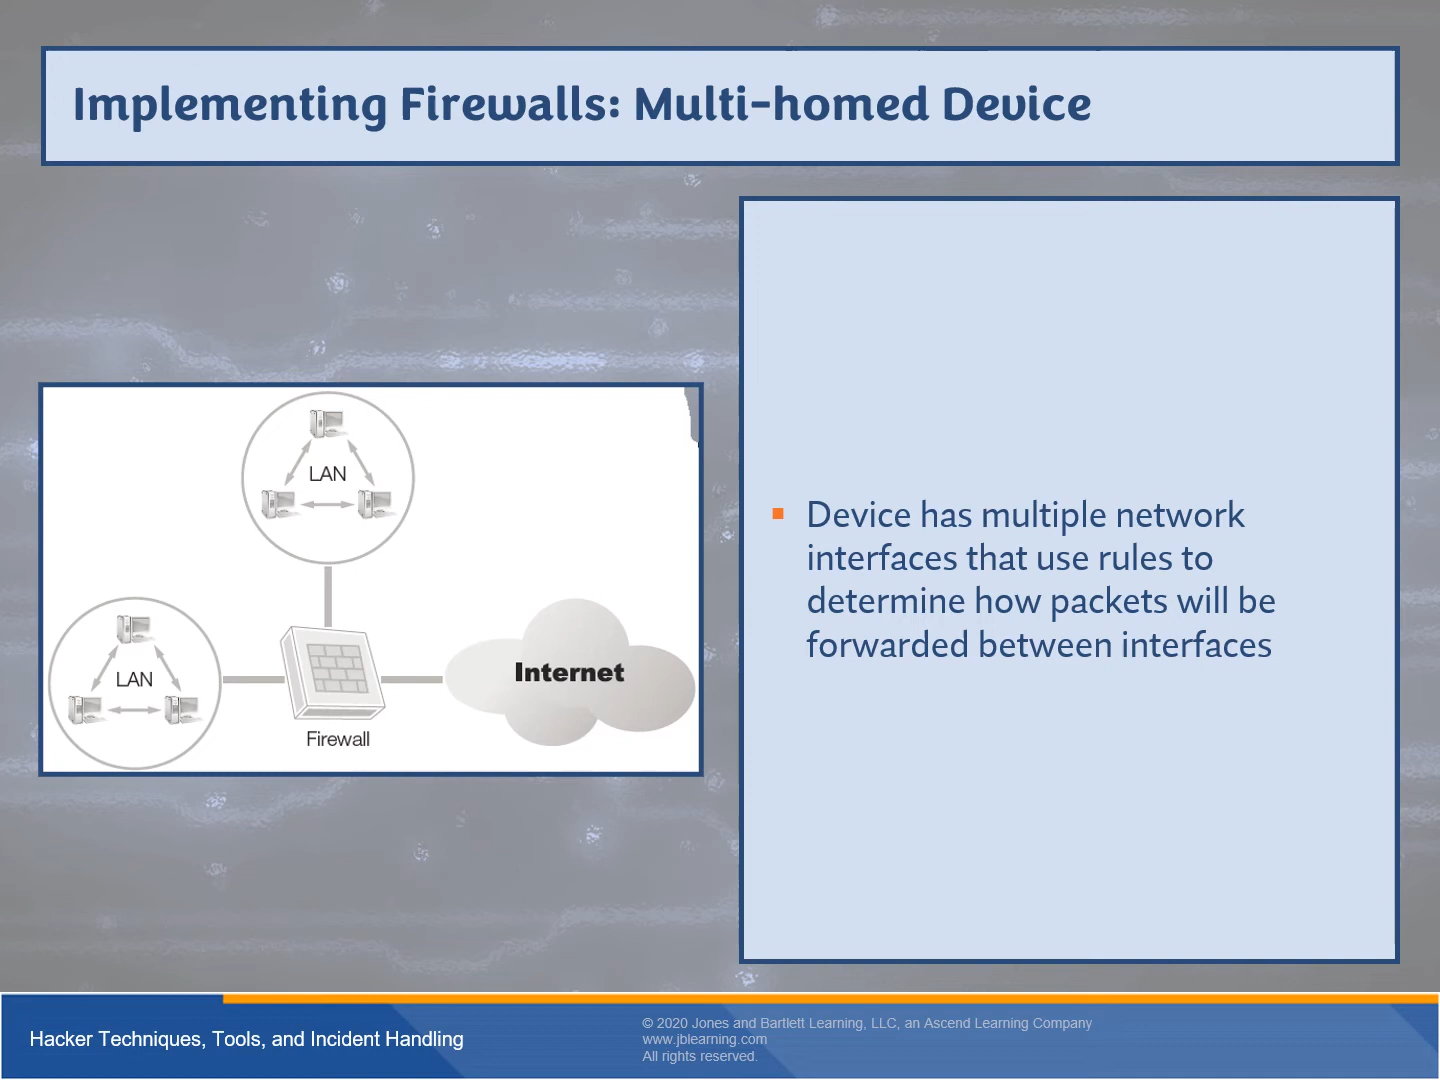 Implementing Firewalls: Multi-homed Device
LAN
LAN
Internet
Firewall
Device has multiple network
interfaces that use rules to
determine how packets will be
forwarded between interfaces
Hacker Techniques, Tools, and Incident Handling
© 2020 Jones and Bartlett Learning, LLC, an Ascend Learning Company
www.jblearning.com
All rights reserved.